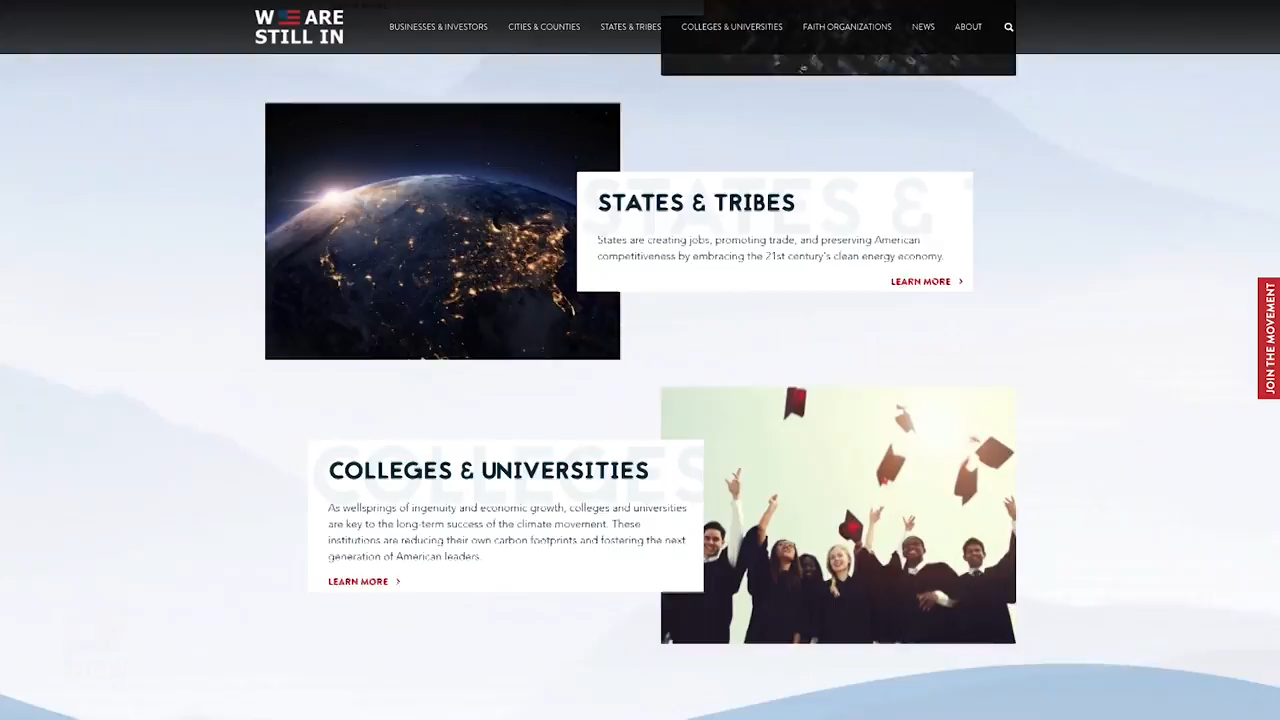 W ARE
STILL IN
BUSINESSES & INVESTORS CITIES & COUNTIES STATES & TRIBES COLLEGES & UNIVERSITIES FAITH ORGANIZATIONS NEWS ABOUT
STATES & T
STATES & TRIBES
States are creating jobs, promoting trade, and preserving American
competitiveness by embracing the 21st century's clean energy economy.
LEARN MORE >
JOIN THE MOVEMENT
COLLEGES
COLLEGES & UNIVERSITIES
As wellsprings of ingenuity and economic growth, colleges and universities
are key to the long-term success of the climate movement. These
institutions are reducing their own carbon footprints and fostering the next
generation of American leaders.
LEARN MORE >